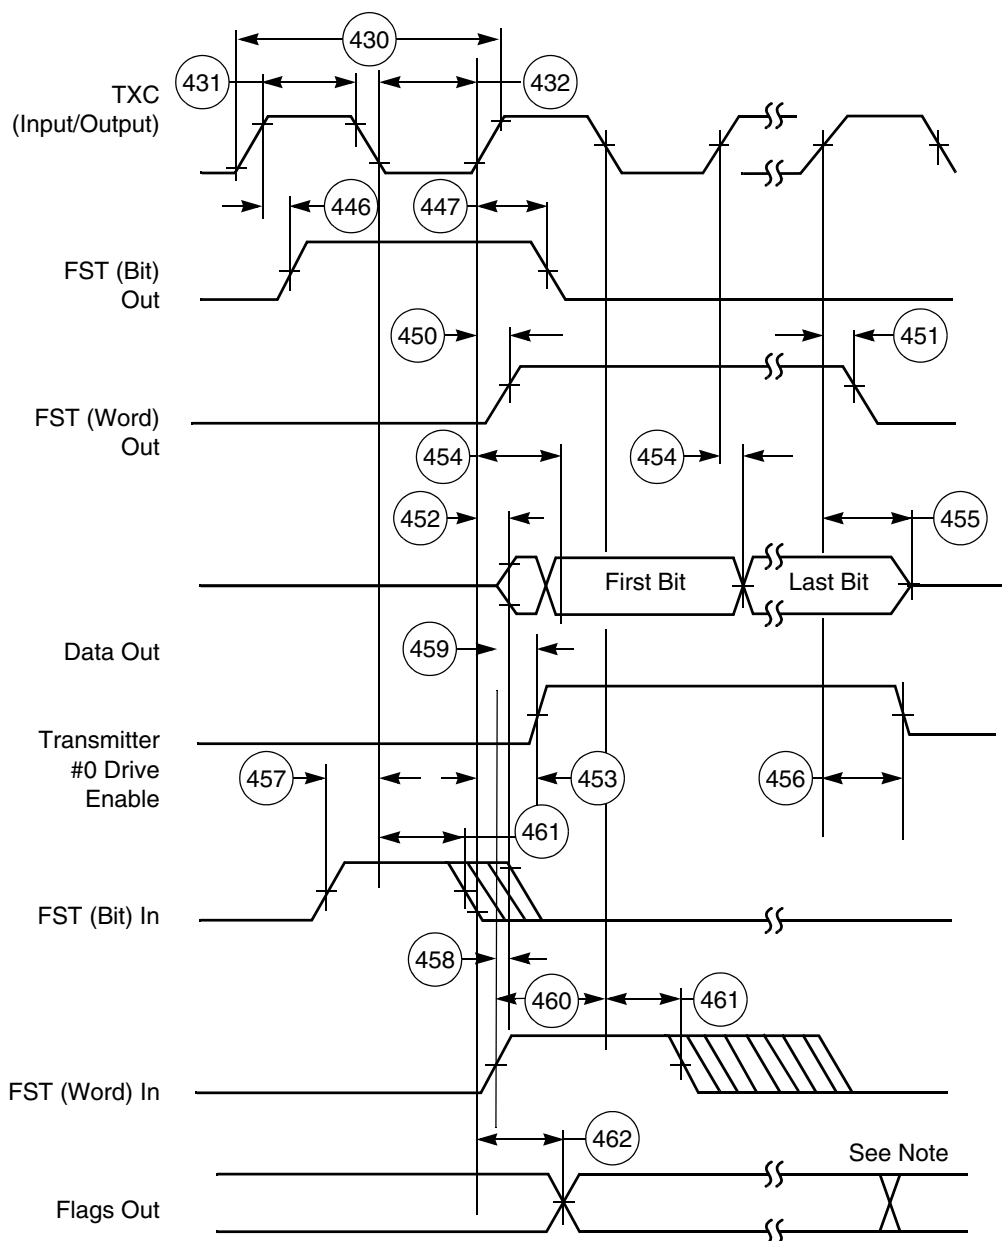 430
431
432
TXC
(Input/Output)
446
447
FST (Bit)
Out
450
451
FST (Word)
Out
454
454
452
455
First Bit
Last Bit
459
Data Out
Transmitter
#0 Drive
Enable
457
453
456
461
FST (Bit) In
458
460
461
FST (Word) In
462
See Note
Flags Out